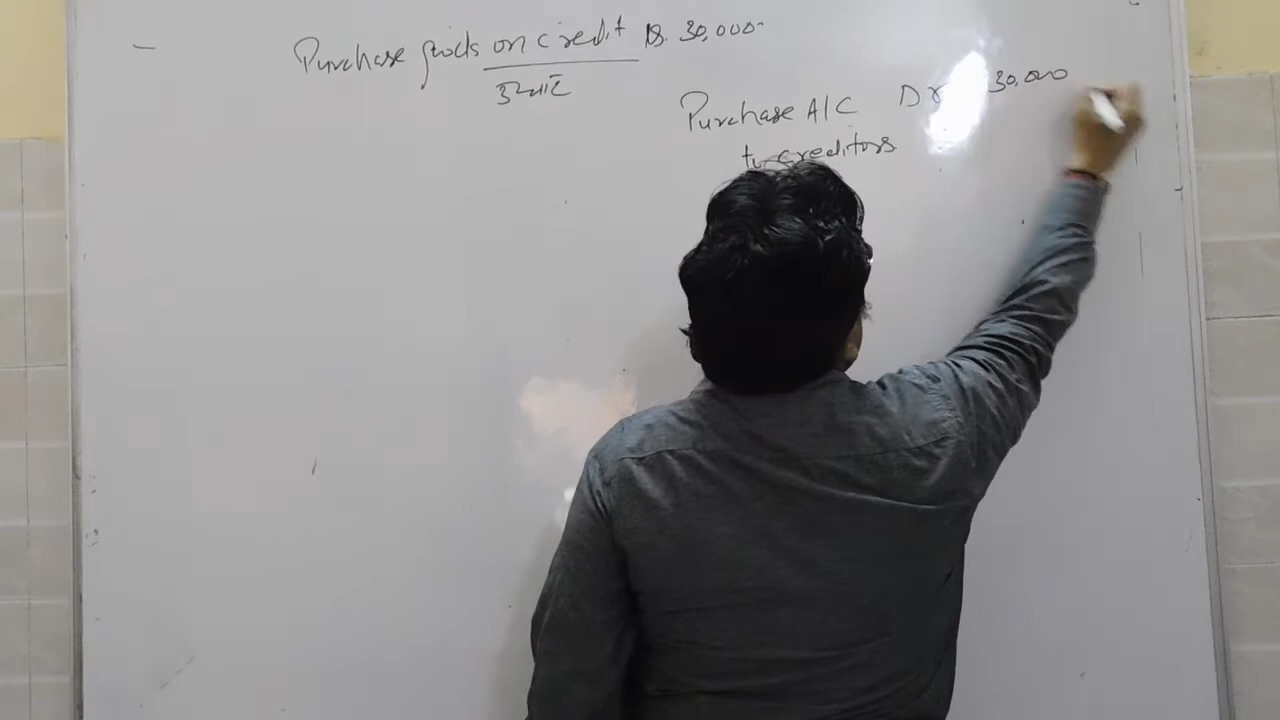 Purchase goods on credit Rs. 30,000
उधार
Purchase A/C Dr 30,000
to creditors